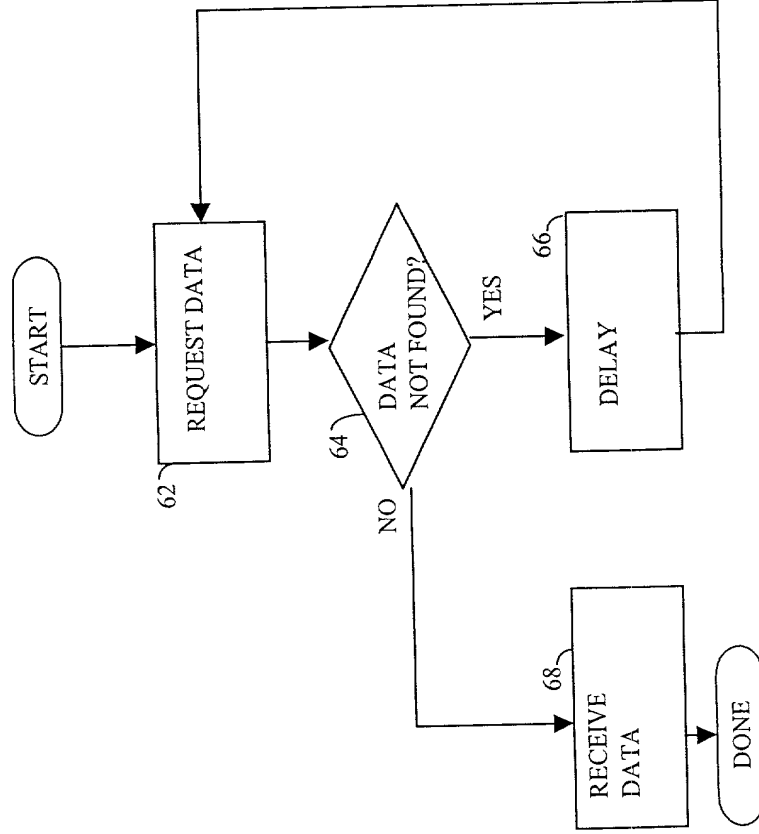 START
REQUEST DATA
62
DATA
NOT FOUND?
64
NO
YES
66
DELAY
68
RECEIVE
DATA
DONE